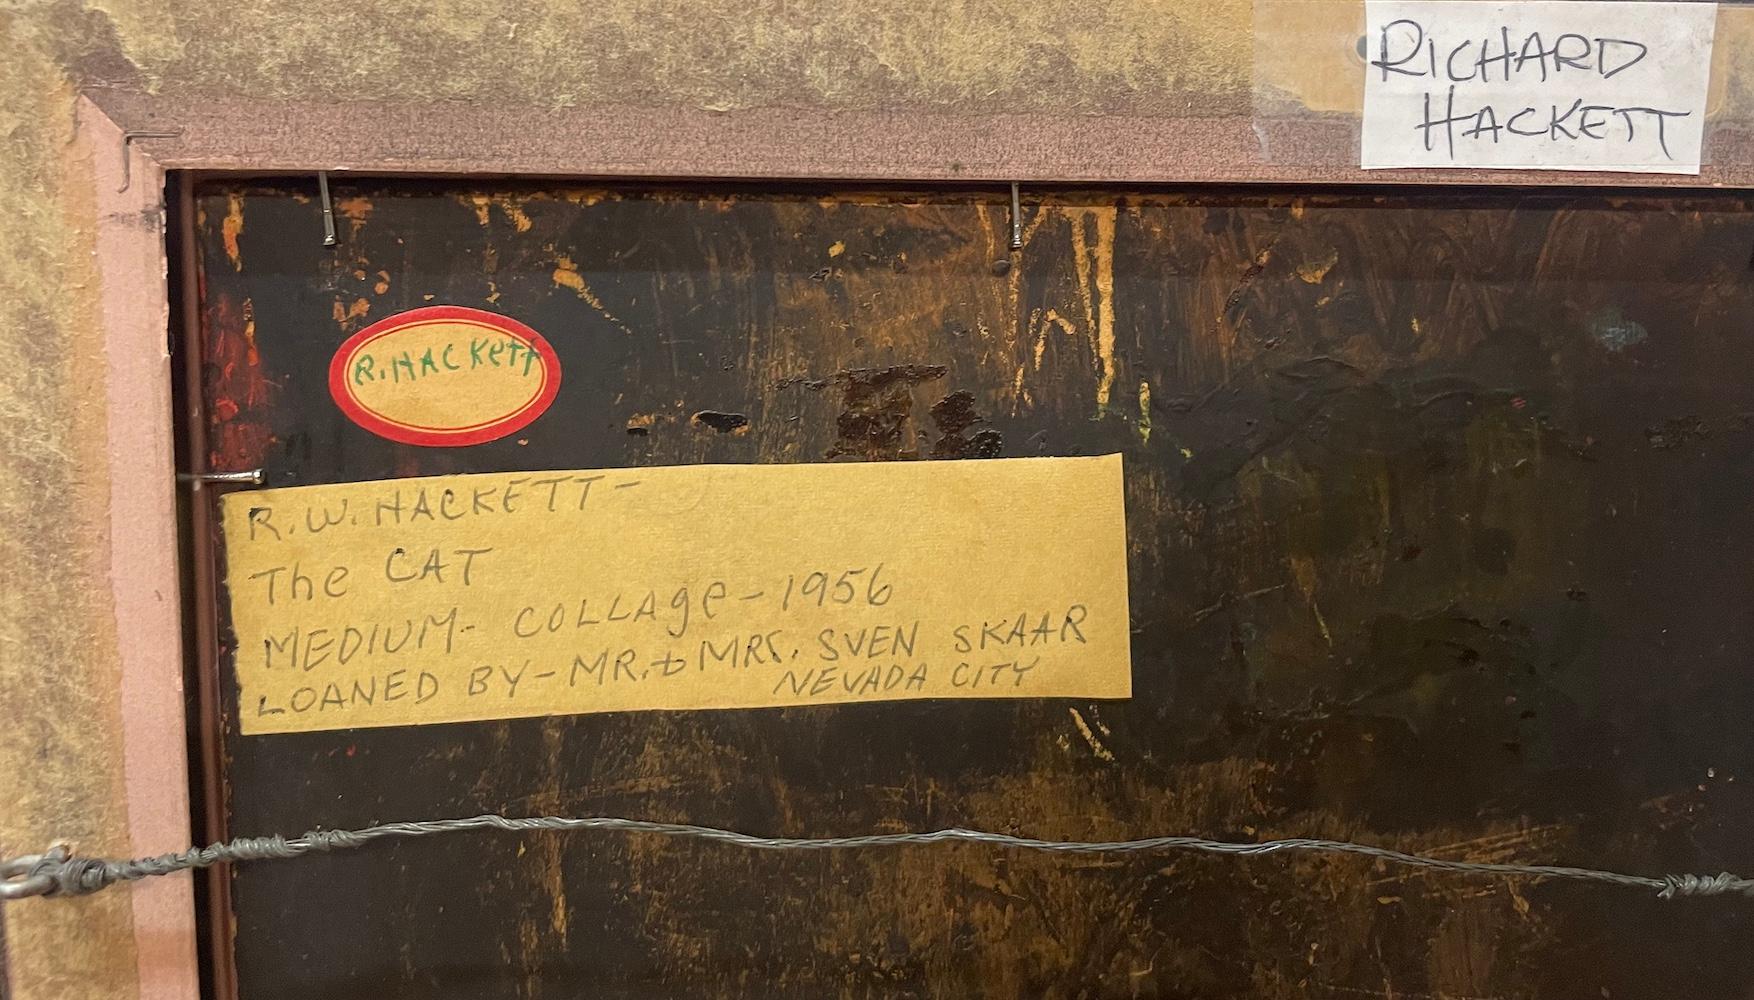 RICHARD
HACKETT
R. HACKett
R.W. HACKETT-
The CAT
MEDIUM- COLLAge-1956
LOANED BY-MR.& MRS. SVEN SKAAR
NEVADA CITY